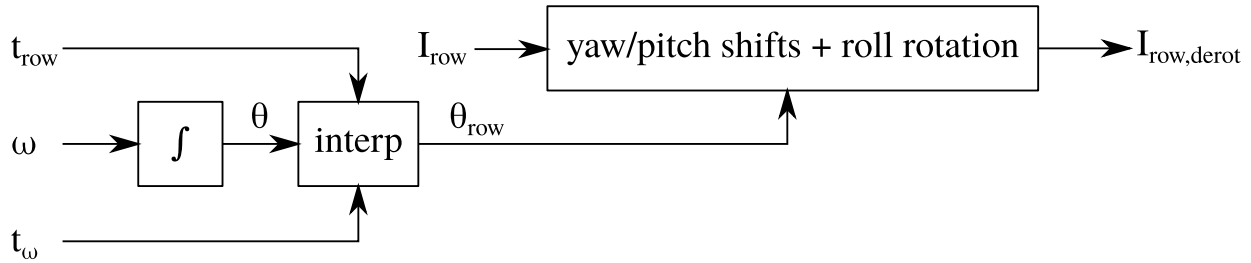 t_row
I_row
yaw/pitch shifts + roll rotation
I_row,derot
ω
∫
θ
interp
θ_row
t_ω